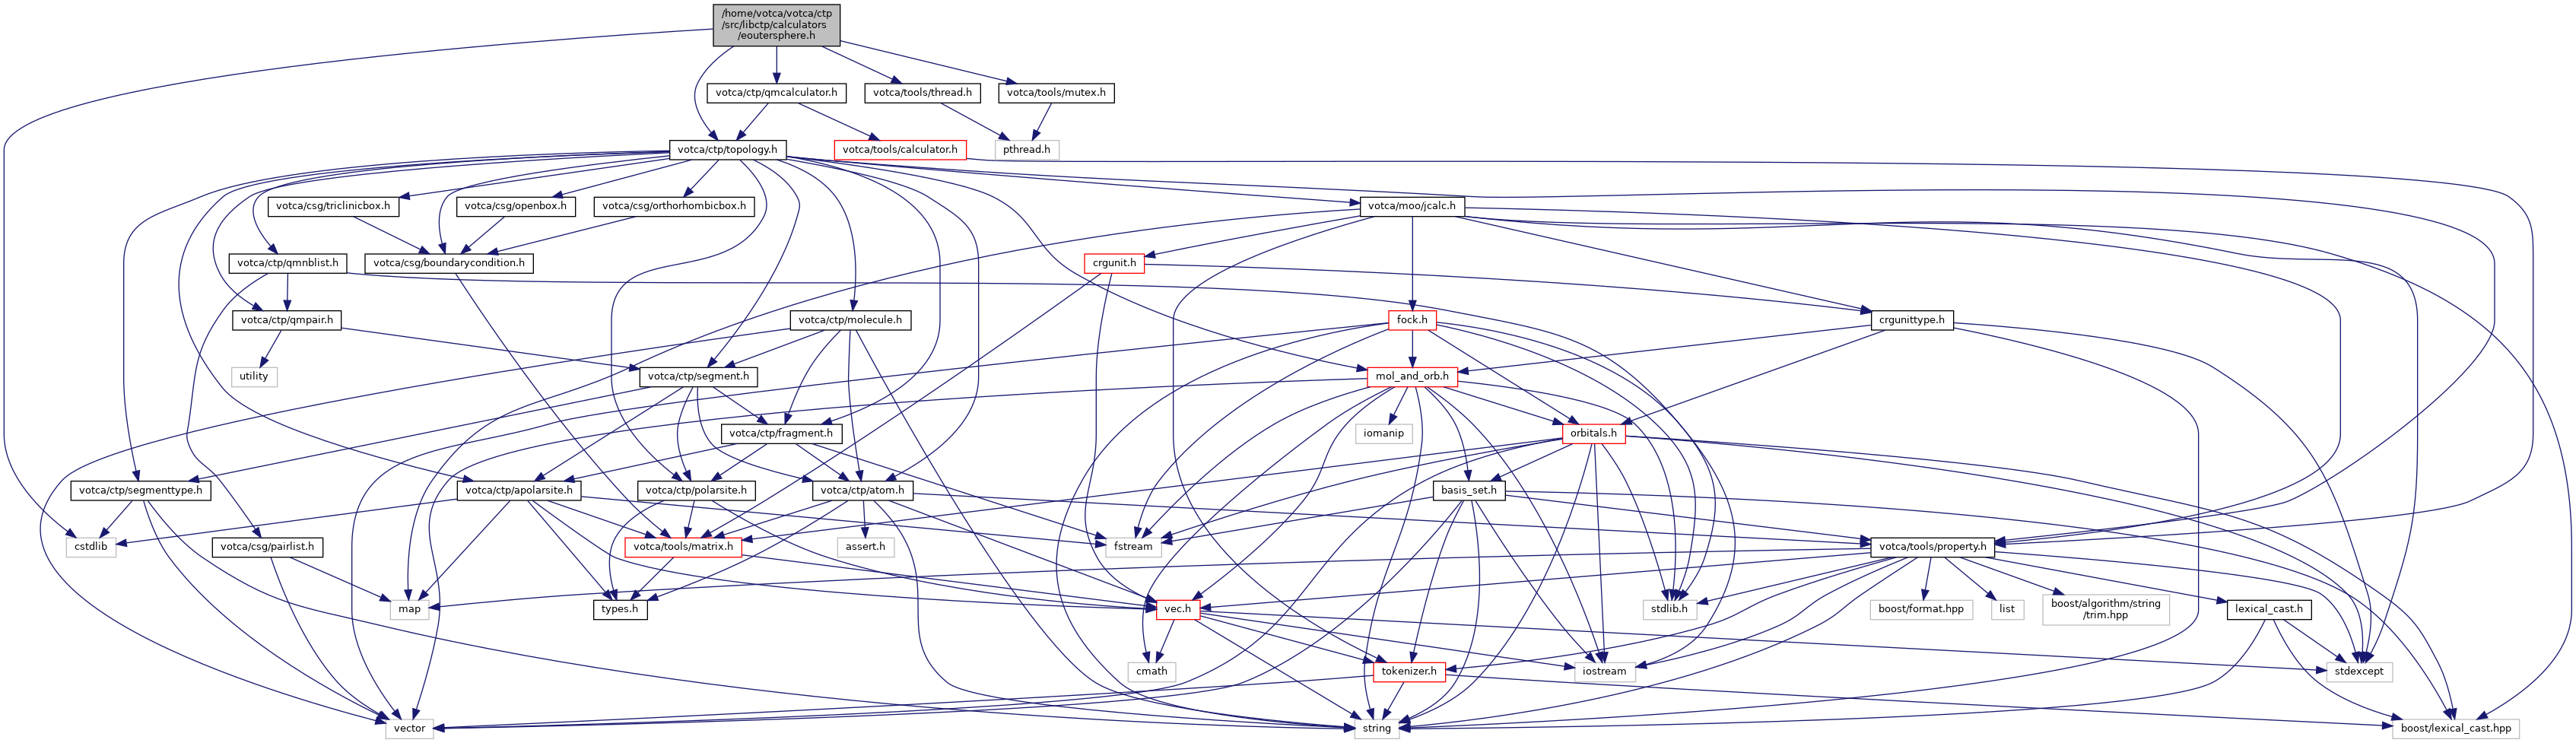 /home/votca/votca/ctp
/src/libctp/calculators
/eoutersphere.h
votca/ctp/qmcalculator.h
votca/tools/thread.h
votca/tools/mutex.h
votca/ctp/topology.h
votca/tools/calculator.h
pthread.h
votca/csg/triclinicbox.h
votca/csg/openbox.h
votca/csg/orthorhombicbox.h
votca/moo/jcalc.h
votca/ctp/qmnblist.h
votca/csg/boundarycondition.h
crgunit.h
votca/ctp/qmpair.h
votca/ctp/molecule.h
fock.h
crgunittype.h
utility
votca/ctp/segment.h
mol_and_orb.h
votca/ctp/fragment.h
iomanip
orbitals.h
votca/ctp/segmenttype.h
votca/ctp/apolarsite.h
votca/ctp/polarsite.h
votca/ctp/atom.h
basis_set.h
cstdlib
votca/csg/pairlist.h
fstream
votca/tools/matrix.h
assert.h
votca/tools/property.h
map
types.h
vec.h
stdlib.h
boost/format.hpp
list
boost/algorithm/string
/trim.hpp
lexical_cast.h
cmath
tokenizer.h
iostream
stdexcept
vector
string
boost/lexical_cast.hpp